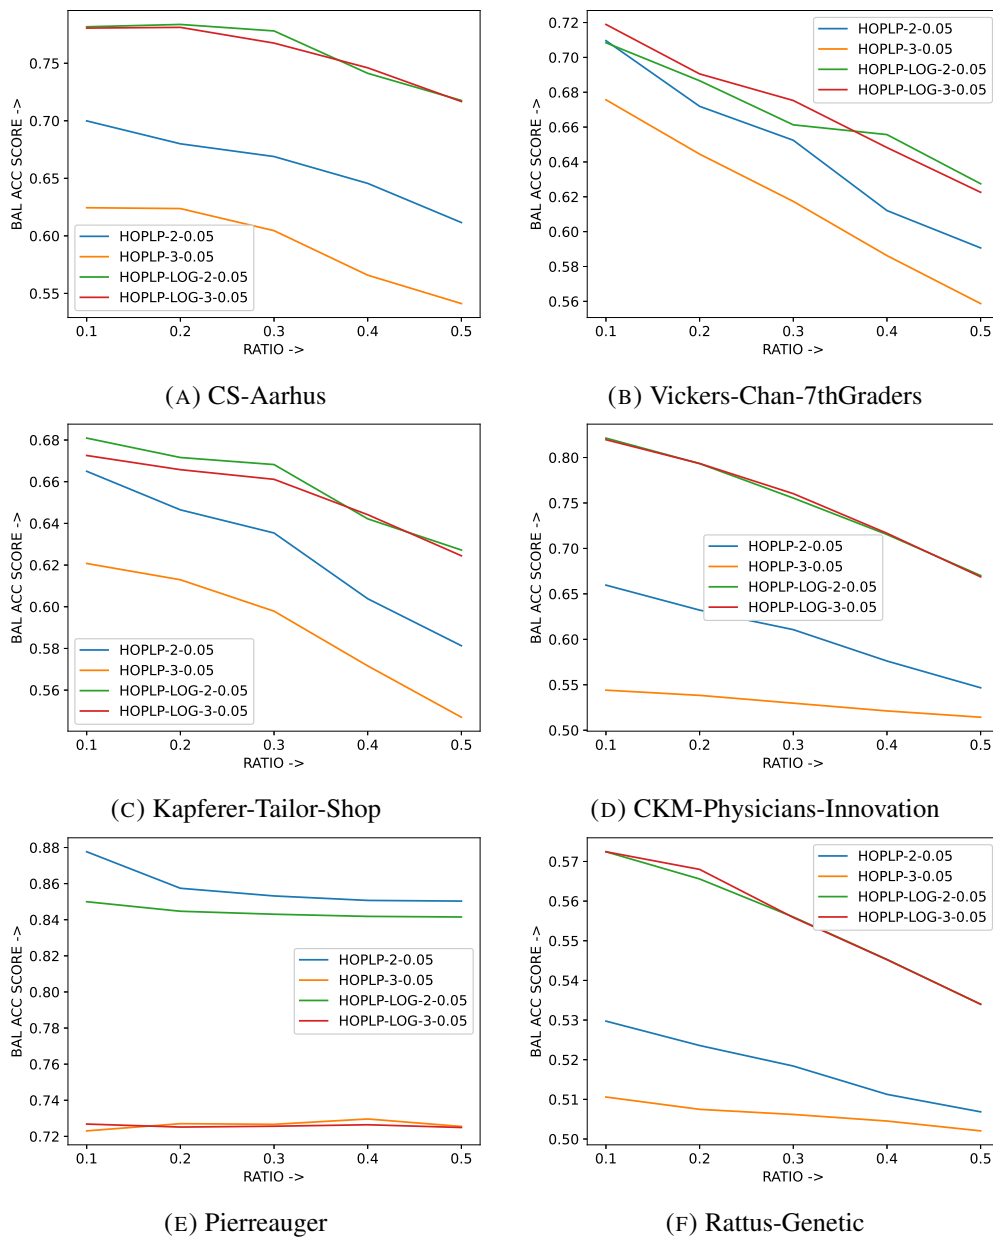 BAL ACC SCORE ->
0.75
0.70
0.65
0.60
0.55
HOPLP-2-0.05
HOPLP-3-0.05
HOPLP-LOG-2-0.05
HOPLP-LOG-3-0.05
0.1 0.2 0.3 0.4 0.5
RATIO ->
(A) CS-Aarhus
BAL ACC SCORE ->
0.72
0.70
0.68
0.66
0.64
0.62
0.60
0.58
0.56
HOPLP-2-0.05
HOPLP-3-0.05
HOPLP-LOG-2-0.05
HOPLP-LOG-3-0.05
0.1 0.2 0.3 0.4 0.5
RATIO ->
(B) Vickers-Chan-7thGraders
BAL ACC SCORE ->
0.68
0.66
0.64
0.62
0.60
0.58
0.56
HOPLP-2-0.05
HOPLP-3-0.05
HOPLP-LOG-2-0.05
HOPLP-LOG-3-0.05
0.1 0.2 0.3 0.4 0.5
RATIO ->
(C) Kapferer-Tailor-Shop
BAL ACC SCORE ->
0.80
0.75
0.70
0.65
0.60
0.55
0.50
HOPLP-2-0.05
HOPLP-3-0.05
HOPLP-LOG-2-0.05
HOPLP-LOG-3-0.05
0.1 0.2 0.3 0.4 0.5
RATIO ->
(D) CKM-Physicians-Innovation
BAL ACC SCORE ->
0.88
0.86
0.84
0.82
0.80
0.78
0.76
0.74
0.72
HOPLP-2-0.05
HOPLP-3-0.05
HOPLP-LOG-2-0.05
HOPLP-LOG-3-0.05
0.1 0.2 0.3 0.4 0.5
RATIO ->
(E) Pierreauger
BAL ACC SCORE ->
0.57
0.56
0.55
0.54
0.53
0.52
0.51
0.50
HOPLP-2-0.05
HOPLP-3-0.05
HOPLP-LOG-2-0.05
HOPLP-LOG-3-0.05
0.1 0.2 0.3 0.4 0.5
RATIO ->
(F) Rattus-Genetic